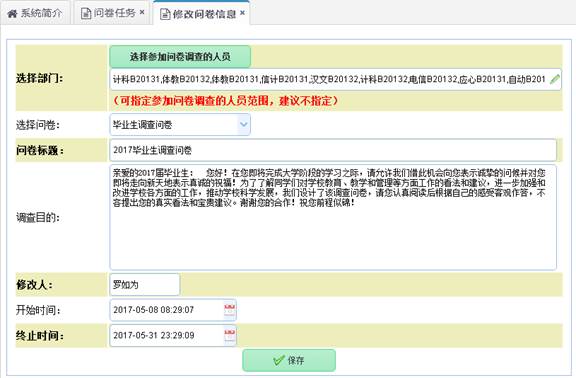 系统简介 问卷任务 × 修改问卷信息 ×
选择参加问卷调查的人员
选择部门: 计科B20131,体教B20132,体教B20131,信计B20131,汉文B20132,计科B20132,电信B20132,应心B20131,自动B201
(可指定参加问卷调查的人员范围，建议不指定)
选择问卷: 毕业生调查问卷
问卷标题: 2017毕业生调查问卷
亲爱的2017届毕业生： 您好！在您即将完成大学阶段的学习之际，请允许我们借此机会向您表示诚挚的问候并对您
即将走向新天地表示真诚的祝福！为了了解同学们对学校教育、教学和管理等方面工作的看法和建议，进一步加强和
改进学校各方面的工作，推动学校科学发展，我们设计了该调查问卷，请您认真阅读后根据自己的感受客观作答，不
容提出您的真实看法和宝贵建议。谢谢您的合作！祝您前程似锦！
调查目的:
修改人: 罗如为
开始时间: 2017-05-08 08:29:07
终止时间: 2017-05-31 23:29:09
保存